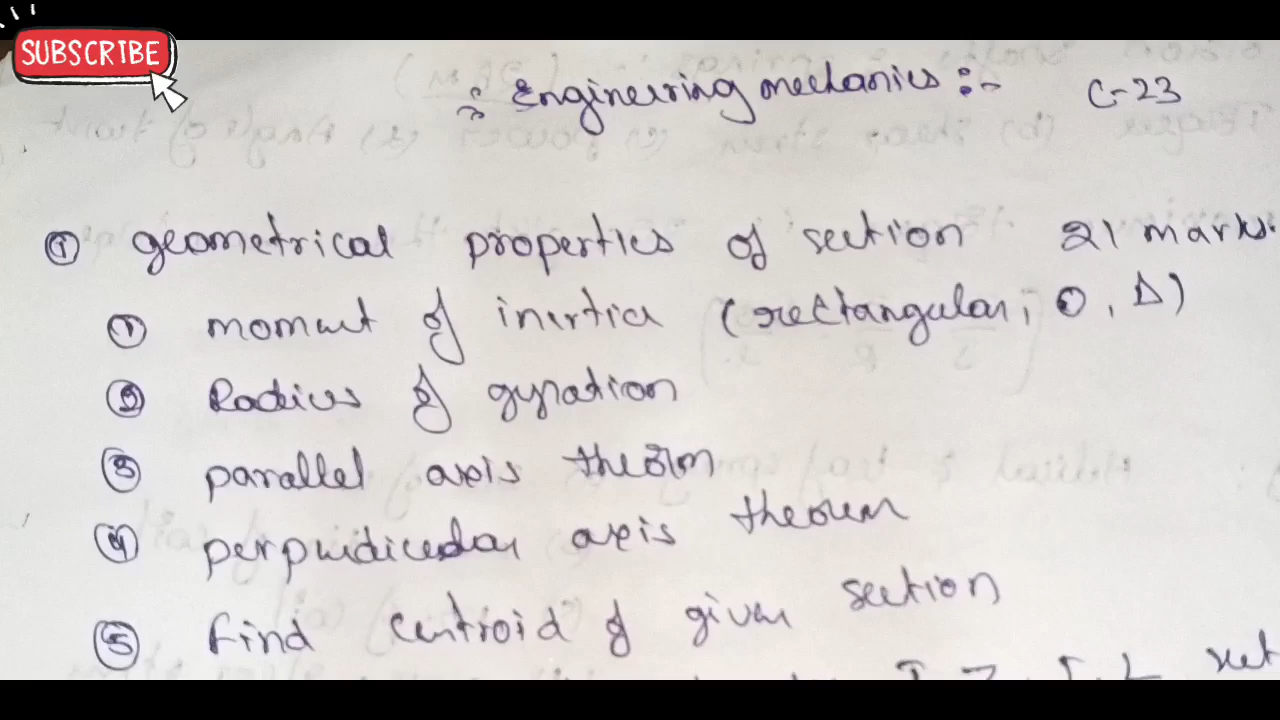 SUBSCRIBE
Engineering mechanics :- C-23
① geometrical properties of section 21 marks.
① moment of inertia (rectangular, O, Δ)
② Radius of gyration
③ parallel axis theorm
④ perpendicular axis theorem
⑤ Find centroid of given section
I, L